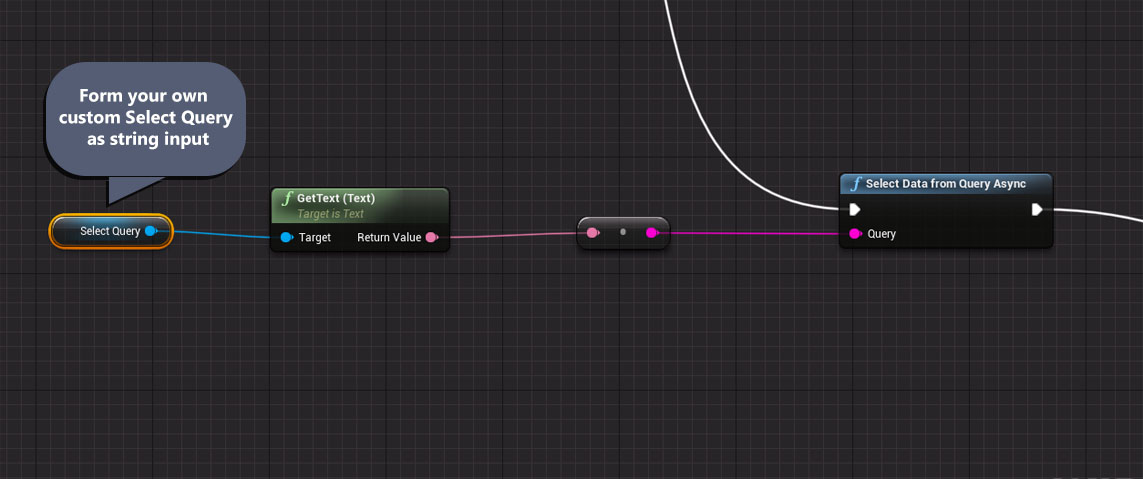 Form your own
custom Select Query
as string input
Select Query
f GetText (Text)
Target is Text
Target
Return Value
f Select Data from Query Async
Query